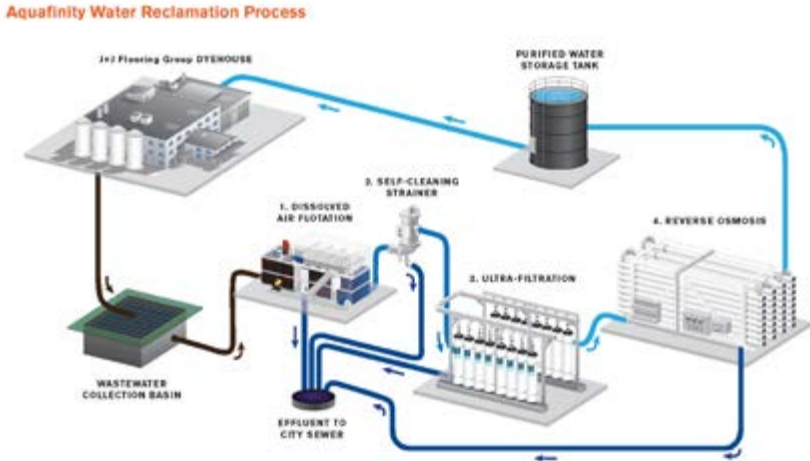 Aquafinity Water Reclamation Process
J+J Flooring Group DYEHOUSE
PURIFIED WATER
STORAGE TANK
2. SELF-CLEANING
STRAINER
1. DISSOLVED
AIR FLOTATION
4. REVERSE OSMOSIS
3. ULTRA-FILTRATION
WASTEWATER
COLLECTION BASIN
EFFLUENT TO
CITY SEWER